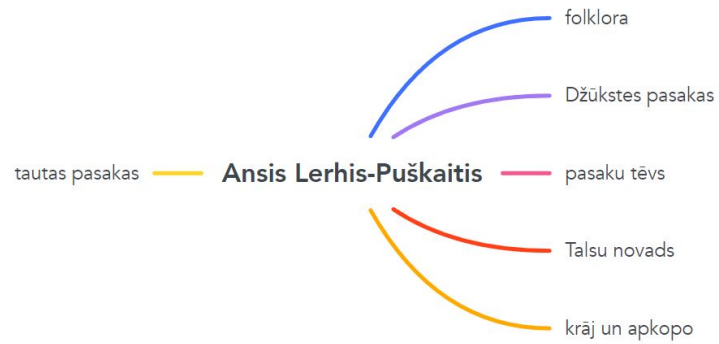 folklora
Džūkstes pasakas
tautas pasakas
Ansis Lerhis-Puškaitis
pasaku tēvs
Talsu novads
krāj un apkopo